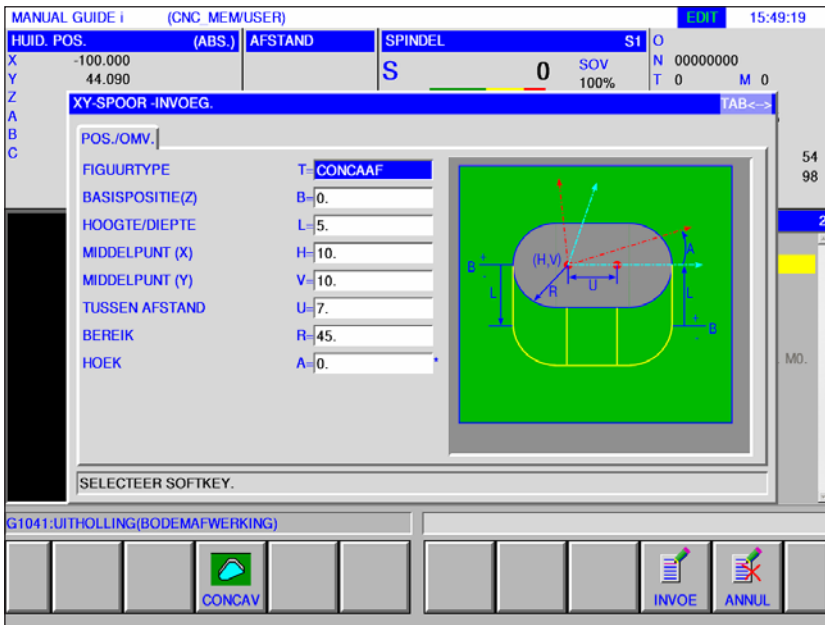 MANUAL GUIDE i (CNC_MEM/USER) EDIT 15:49:19
HUID. POS. (ABS.) AFSTAND SPINDEL S1 O
X -100.000 S 0 SOV 100% N 00000000
Y 44.090 T 0 M 0
Z
A
B
C
54
98
2
M0.
XY-SPOOR -INVOEG. TAB<-->
POS./OMV.
FIGUURTYPE T=CONCAAF
BASISPOSITIE(Z) B=0.
HOOGTE/DIEPTE L=5.
MIDDELPUNT (X) H=10.
MIDDELPUNT (Y) V=10.
TUSSEN AFSTAND U=7.
BEREIK R=45.
HOEK A=0. *
(H,V) A
B + -
R U
L L
+ - B
SELECTEER SOFTKEY.
G1041:UITHOLLING(BODEMAFWERKING)
CONCAV INVOE ANNUL